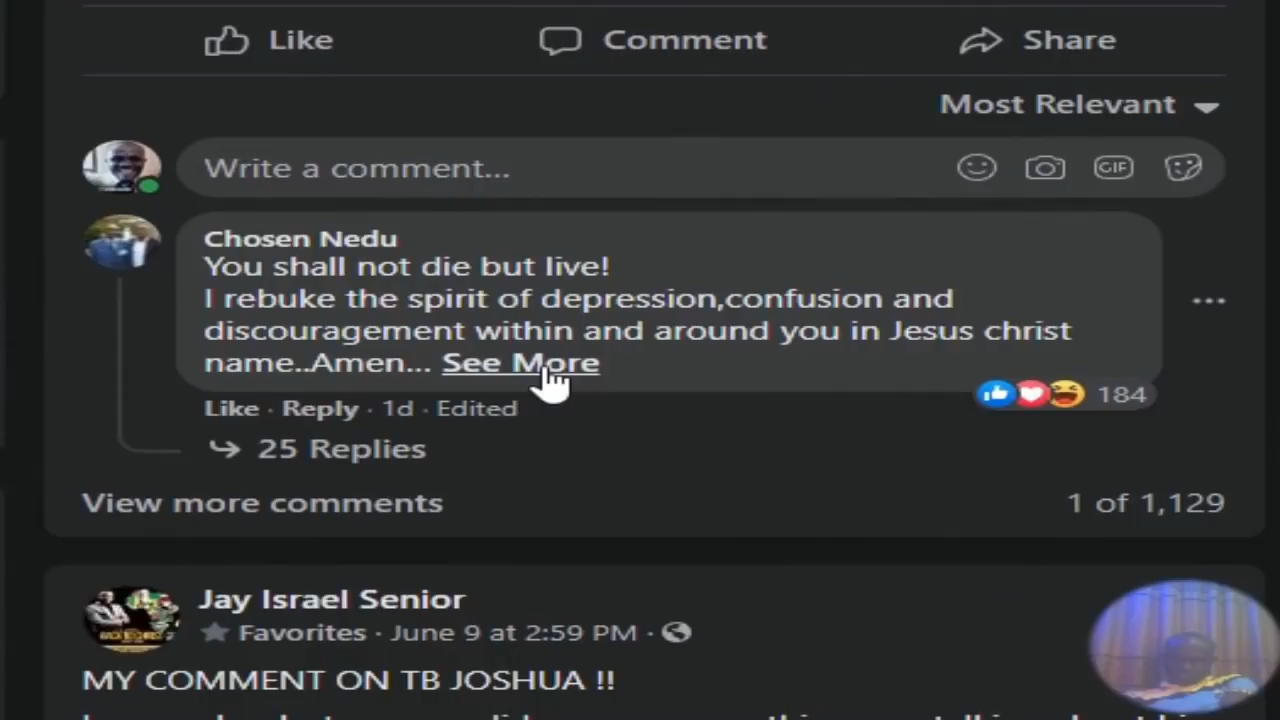 Like Comment Share
Most Relevant
Write a comment... GIF
Chosen Nedu
You shall not die but live!
I rebuke the spirit of depression,confusion and
discouragement within and around you in Jesus christ
name..Amen... See More
184
Like · Reply · 1d · Edited
25 Replies
View more comments 1 of 1,129
Jay Israel Senior
Favorites · June 9 at 2:59 PM ·
MY COMMENT ON TB JOSHUA !!